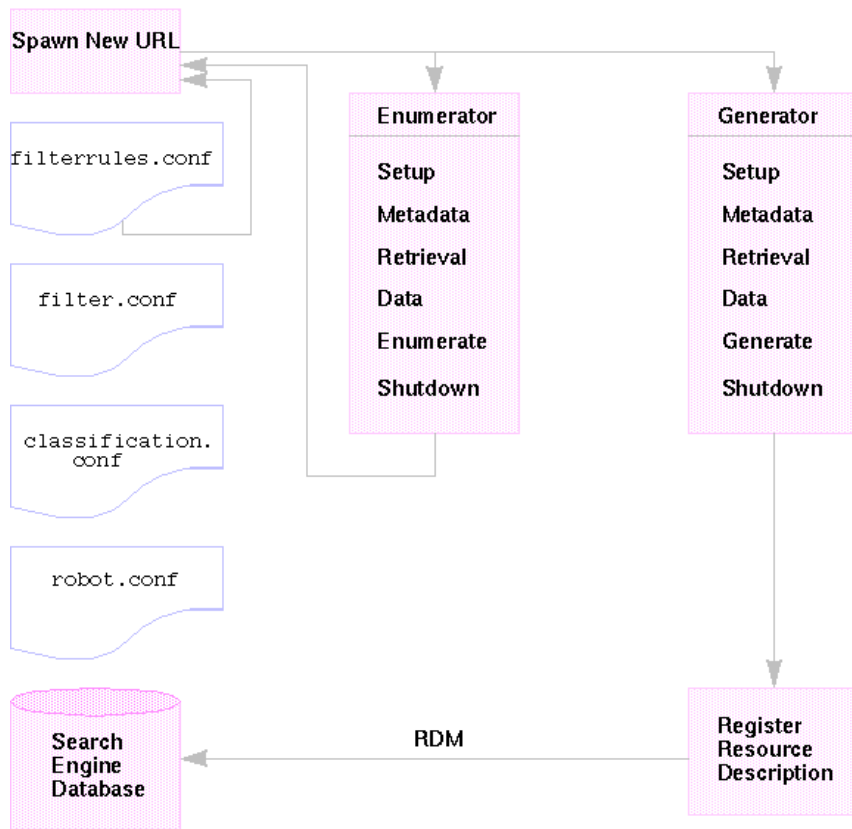 Spawn New URL
filterrules.conf
filter.conf
classification.
conf
robot.conf
Search
Engine
Database
Enumerator
Setup
Metadata
Retrieval
Data
Enumerate
Shutdown
Generator
Setup
Metadata
Retrieval
Data
Generate
Shutdown
RDM
Register
Resource
Description